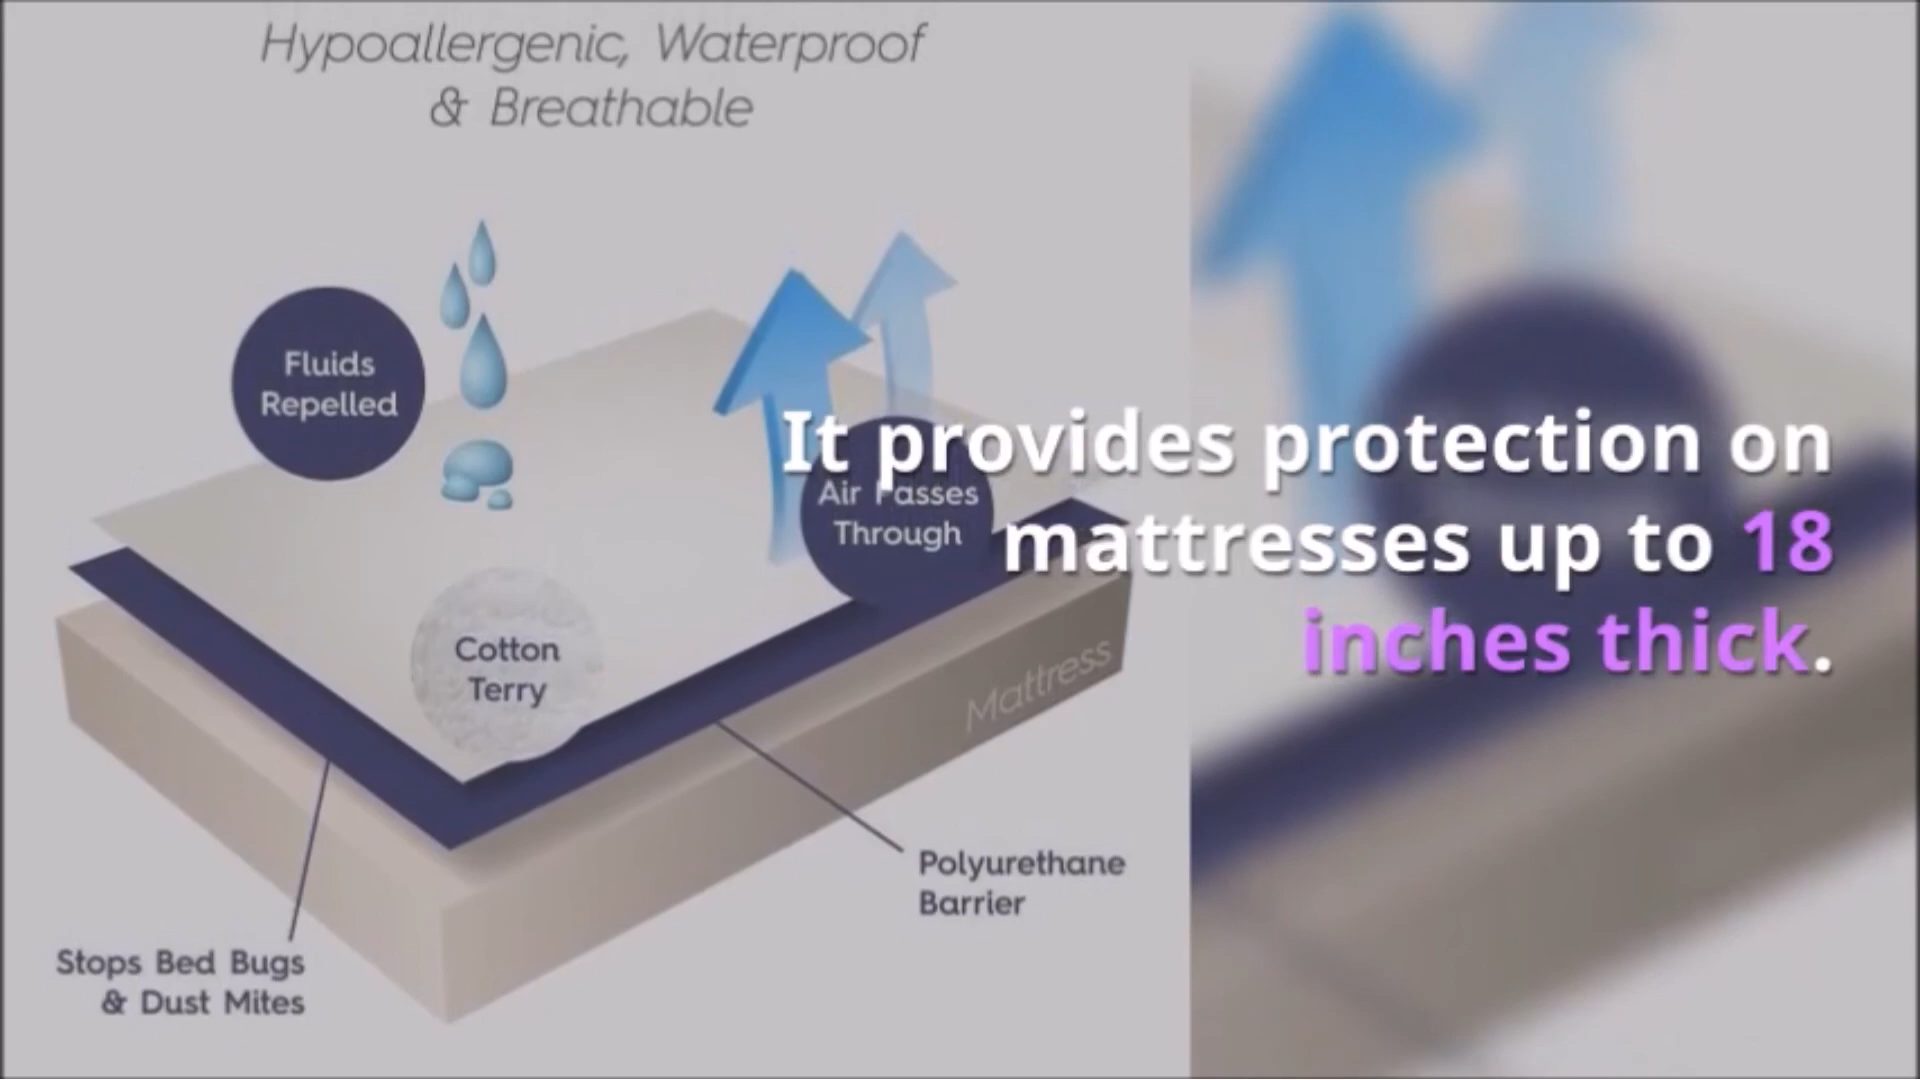 Hypoallergenic, Waterproof
& Breathable
Fluids
Repelled
Air Passes
Through
It provides protection on
mattresses up to 18
inches thick.
Cotton
Terry
Mattress
Polyurethane
Barrier
Stops Bed Bugs
& Dust Mites